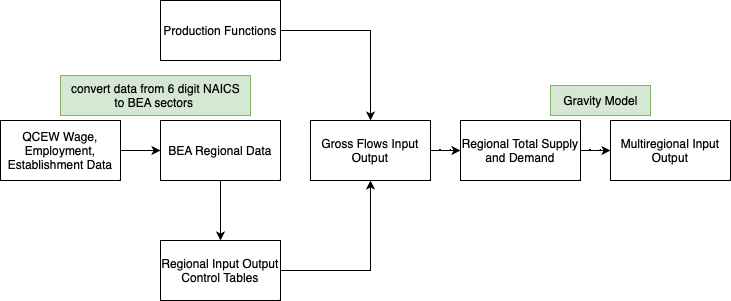 Production Functions
convert data from 6 digit NAICS
to BEA sectors
Gravity Model
QCEW Wage,
Employment,
Establishment Data
BEA Regional Data
Gross Flows Input
Output
Regional Total Supply
and Demand
Multiregional Input
Output
Regional Input Output
Control Tables